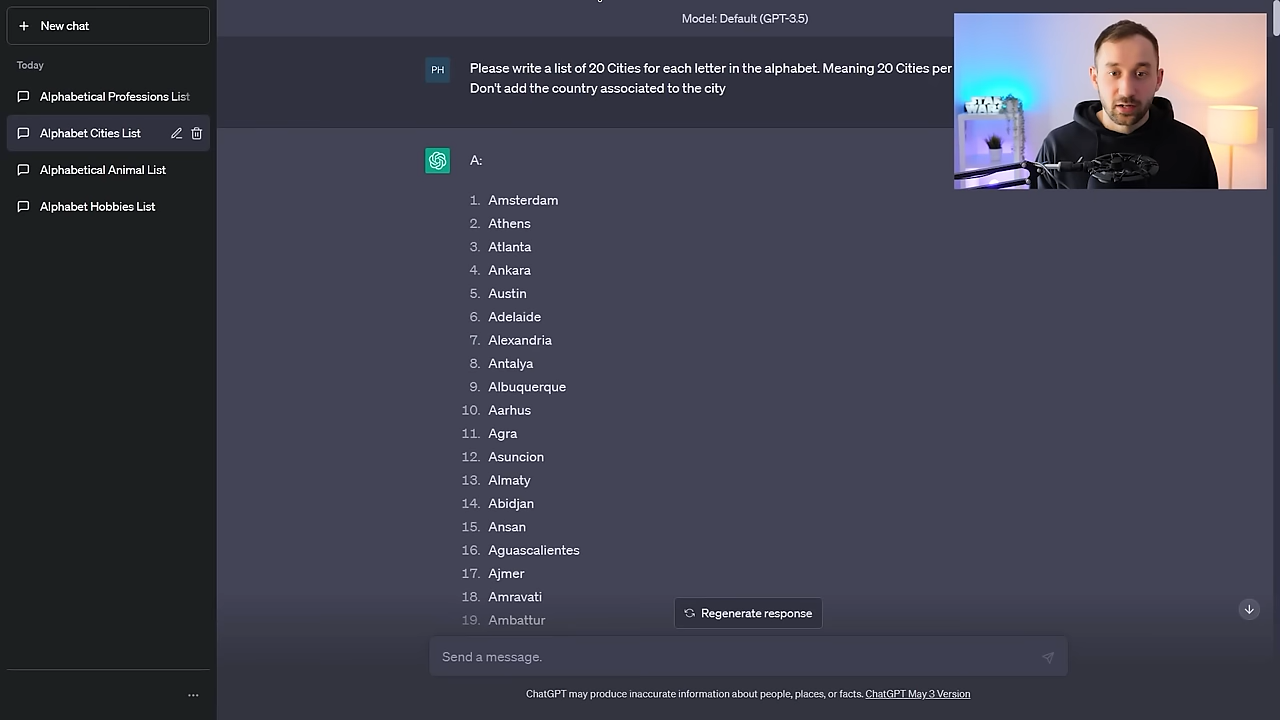 New chat
Today
Alphabetical Professions List
Alphabet Cities List
Alphabetical Animal List
Alphabet Hobbies List
Model: Default (GPT-3.5)
PH
Please write a list of 20 Cities for each letter in the alphabet. Meaning 20 Cities per
Don't add the country associated to the city
A:
1. Amsterdam
2. Athens
3. Atlanta
4. Ankara
5. Austin
6. Adelaide
7. Alexandria
8. Antalya
9. Albuquerque
10. Aarhus
11. Agra
12. Asuncion
13. Almaty
14. Abidjan
15. Ansan
16. Aguascalientes
17. Ajmer
18. Amravati
19. Ambattur
Regenerate response
Send a message.
ChatGPT may produce inaccurate information about people, places, or facts. ChatGPT May 3 Version
STAR
WARS